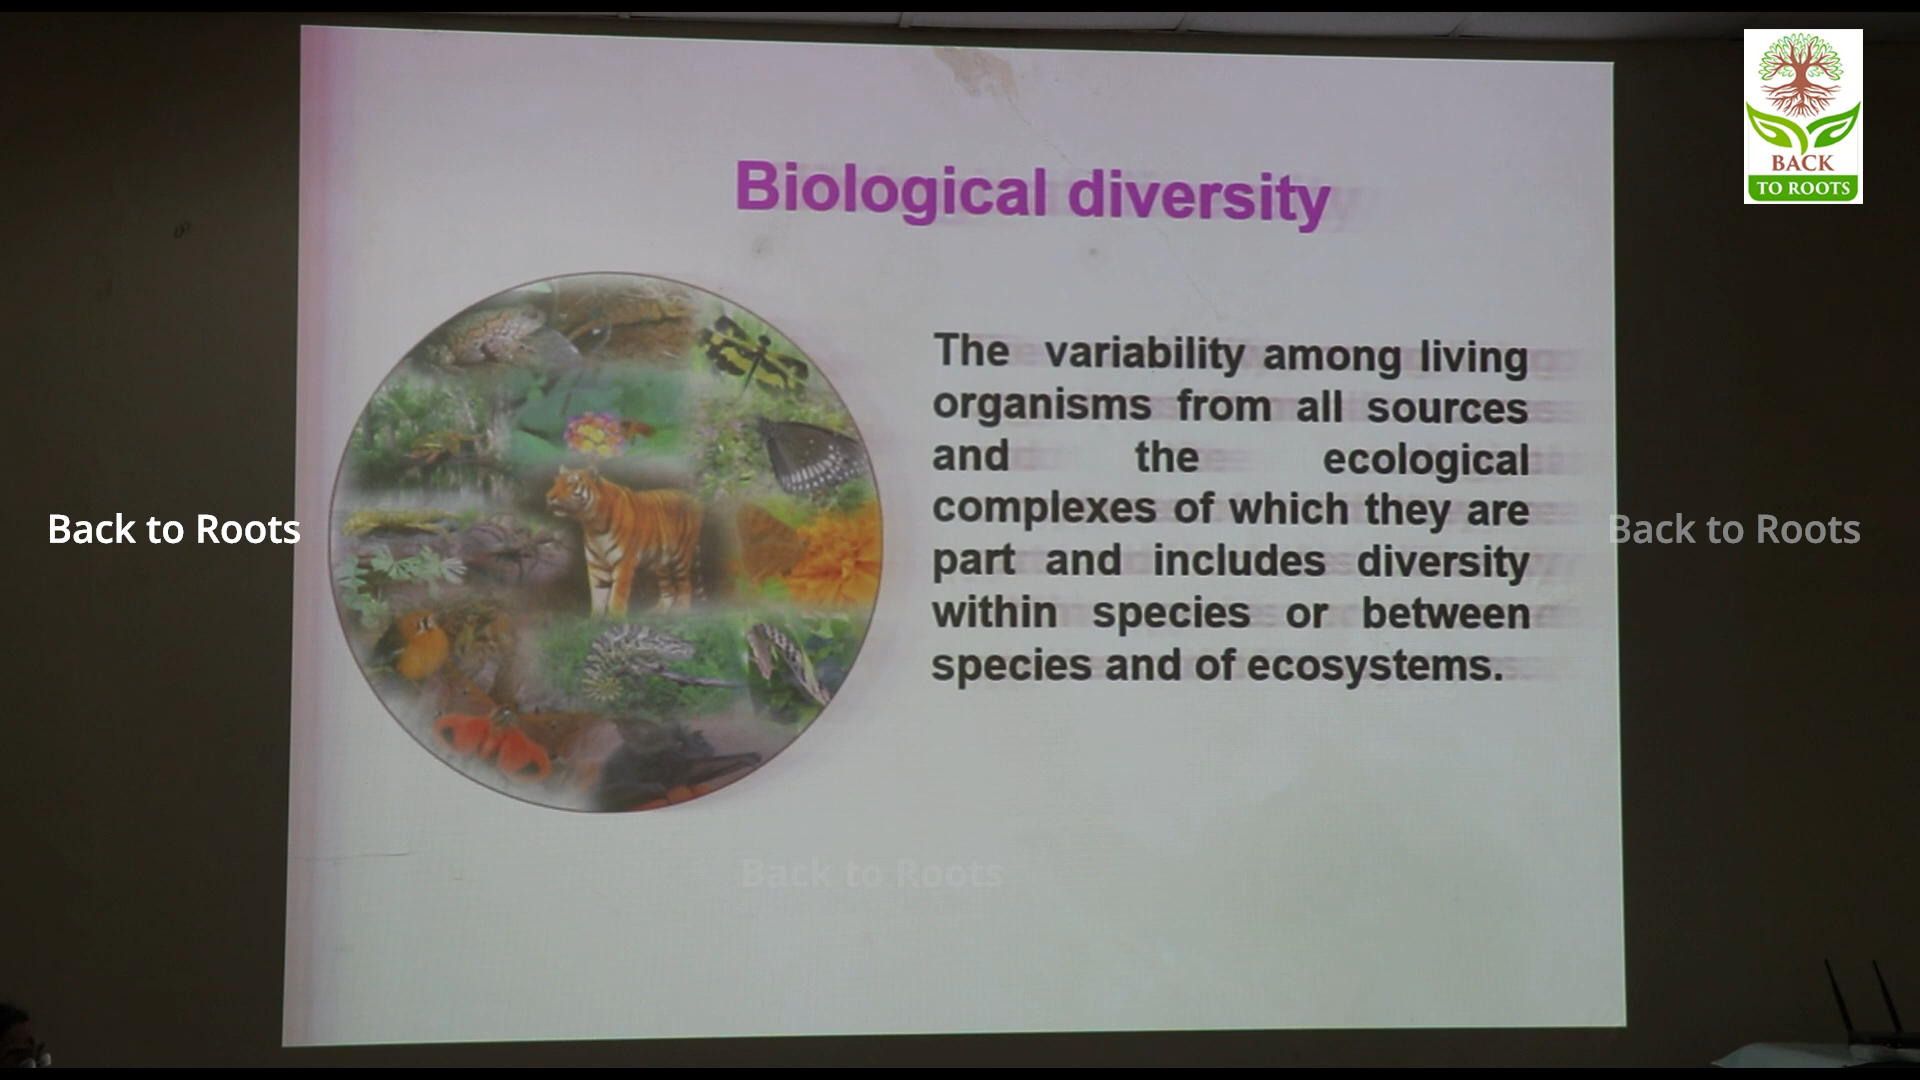 BACK
TO ROOTS
Biological diversity
The variability among living
organisms from all sources
and the ecological
complexes of which they are
part and includes diversity
within species or between
species and of ecosystems.
Back to Roots
Back to Roots
Back to Roots